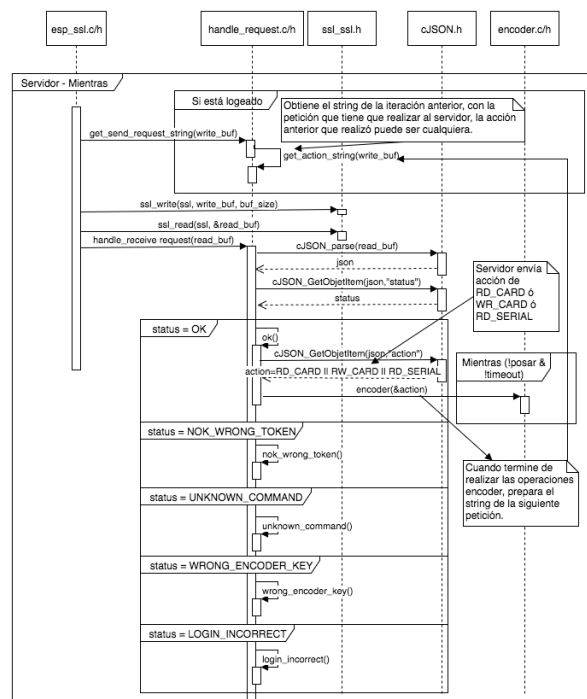 esp_ssl.c/h
handle_request.c/h
ssl_ssl.h
cJSON.h
encoder.c/h
Servidor - Mientras
Si está logeado
Obtiene el string de la iteración anterior, con la
petición que tiene que realizar al servidor, la acción
anterior que realizó puede ser cualquiera.
get_send_request_string(write_buf)
get_action_string(write_buf)
ssl_write(ssl, write_buf, buf_size)
ssl_read(ssl, &read_buf)
handle_receive request(read_buf)
cJSON_parse(read_buf)
json
cJSON_GetObjetItem(json,"status")
status
Servidor envía
acción de
RD_CARD ó
WR_CARD ó
RD_SERIAL
status = OK
ok()
cJSON_GetObjetItem(json,"action")
action=RD_CARD II RW_CARD II RD_SERIAL
Mientras (!posar &
!timeout)
encoder(&action)
status = NOK_WRONG_TOKEN
nok_wrong_token()
Cuando termine de
realizar las operaciones
encoder, prepara el
string de la siguiente
petición.
status = UNKNOWN_COMMAND
unknown_command()
status = WRONG_ENCODER_KEY
wrong_encoder_key()
status = LOGIN_INCORRECT
login_incorrect()